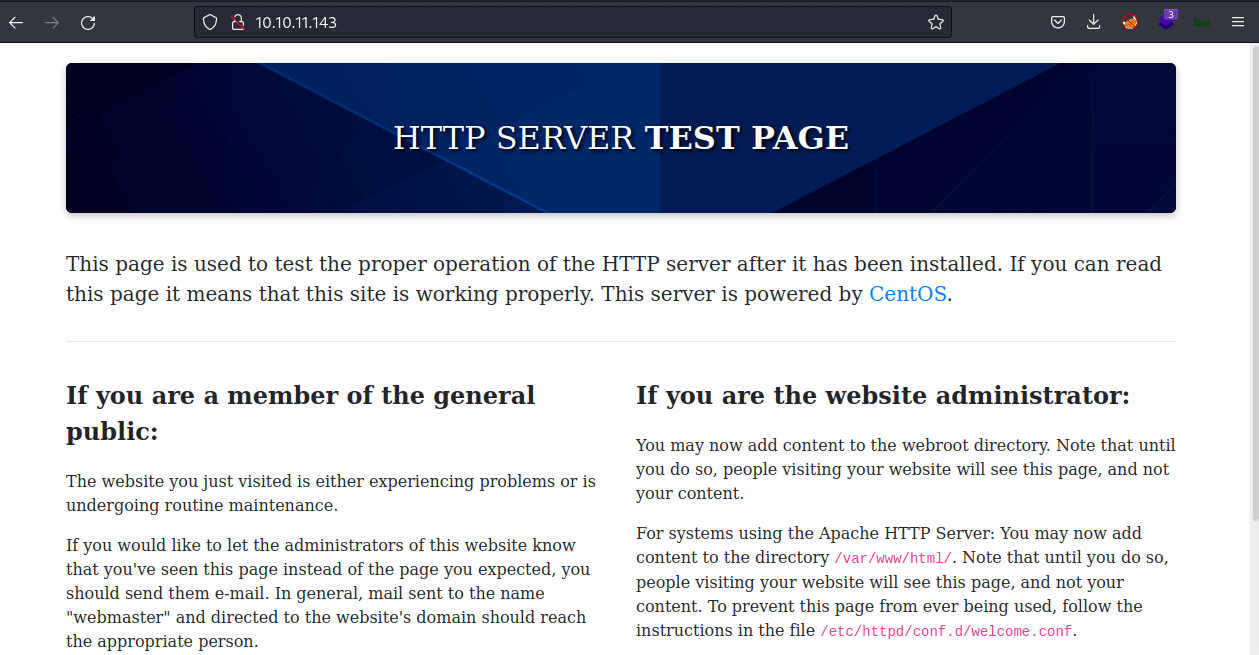 10.10.11.143
3
HTTP SERVER TEST PAGE
This page is used to test the proper operation of the HTTP server after it has been installed. If you can read
this page it means that this site is working properly. This server is powered by CentOS.
If you are a member of the general
public:
The website you just visited is either experiencing problems or is
undergoing routine maintenance.
If you would like to let the administrators of this website know
that you've seen this page instead of the page you expected, you
should send them e-mail. In general, mail sent to the name
"webmaster" and directed to the website's domain should reach
the appropriate person.
If you are the website administrator:
You may now add content to the webroot directory. Note that until
you do so, people visiting your website will see this page, and not
your content.
For systems using the Apache HTTP Server: You may now add
content to the directory /var/www/html/. Note that until you do so,
people visiting your website will see this page, and not your
content. To prevent this page from ever being used, follow the
instructions in the file /etc/httpd/conf.d/welcome.conf.